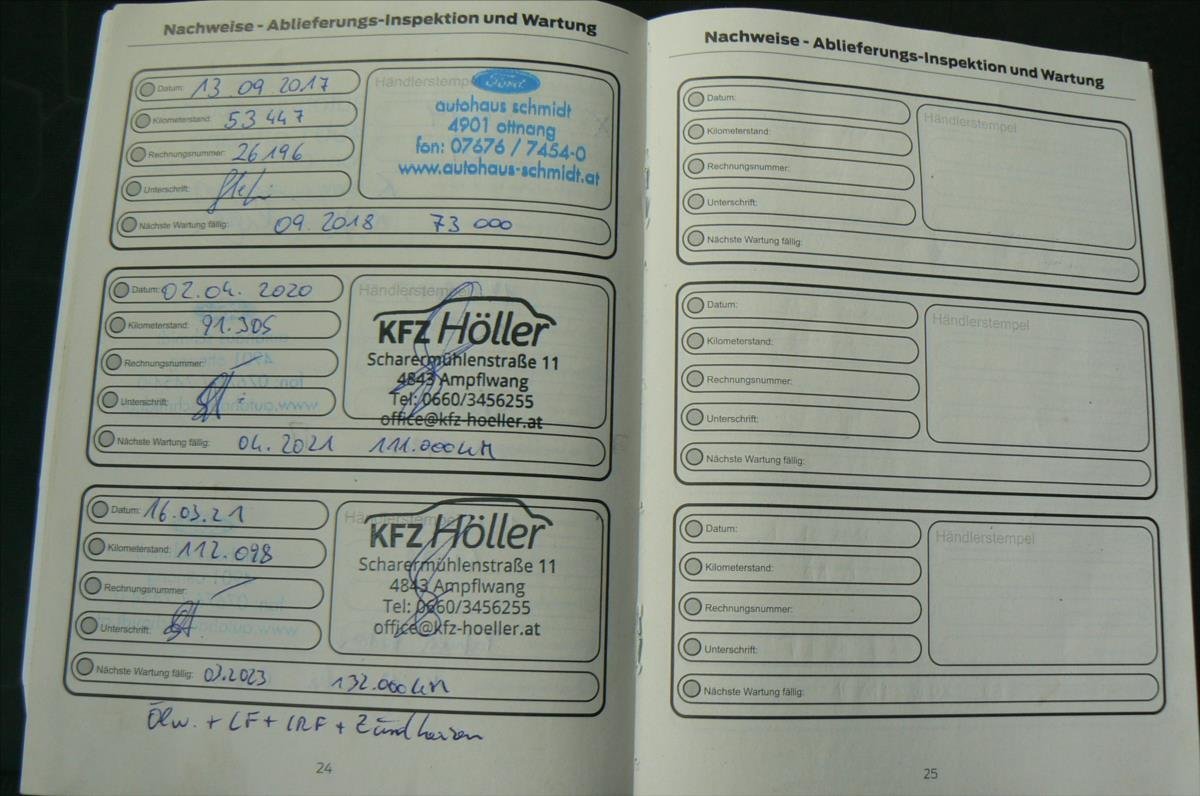 Nachweise - Ablieferungs-Inspektion und Wartung
Datum: 13 09 2017
Kilometerstand: 53 447
Rechnungsnummer: 26196
Unterschrift:
Händlerstempel
Ford
autohaus schmidt
4901 ottnang
fon: 07676 / 7454-0
www.autohaus-schmidt.at
Nächste Wartung fällig: 09. 2018 73 000
Datum: 02.04. 2020
Kilometerstand: 91.305
Rechnungsnummer:
Unterschrift:
Händlerstempel
KFZ Höller
Scharermühlenstraße 11
4843 Ampflwang
Tel: 0660/3456255
office@kfz-hoeller.at
Nächste Wartung fällig: 04. 2021 111.000 KM
Datum: 16.03.21
Kilometerstand: 112.098
Rechnungsnummer:
Unterschrift:
Händlerstempel
KFZ Höller
Scharermühlenstraße 11
4843 Ampflwang
Tel: 0660/3456255
office@kfz-hoeller.at
Nächste Wartung fällig: 03.2023 132.000 KM
Ölw. + LF + IRF + Zündkerzen
24
Nachweise - Ablieferungs-Inspektion und Wartung
Datum:
Kilometerstand:
Rechnungsnummer:
Unterschrift:
Händlerstempel
Nächste Wartung fällig:
Datum:
Kilometerstand:
Rechnungsnummer:
Unterschrift:
Händlerstempel
Nächste Wartung fällig:
Datum:
Kilometerstand:
Rechnungsnummer:
Unterschrift:
Händlerstempel
Nächste Wartung fällig:
25